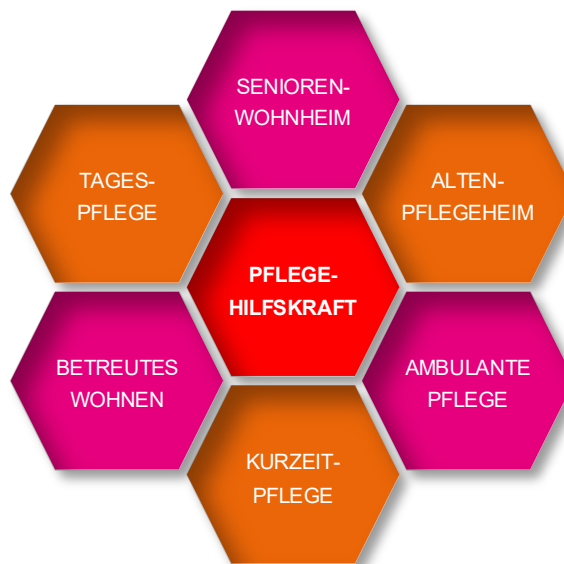 SENIOREN-
WOHNHEIM
TAGES-
PFLEGE
ALTEN-
PFLEGEHEIM
PFLEGE-
HILFSKRAFT
BETREUTES
WOHNEN
AMBULANTE
PFLEGE
KURZEIT-
PFLEGE